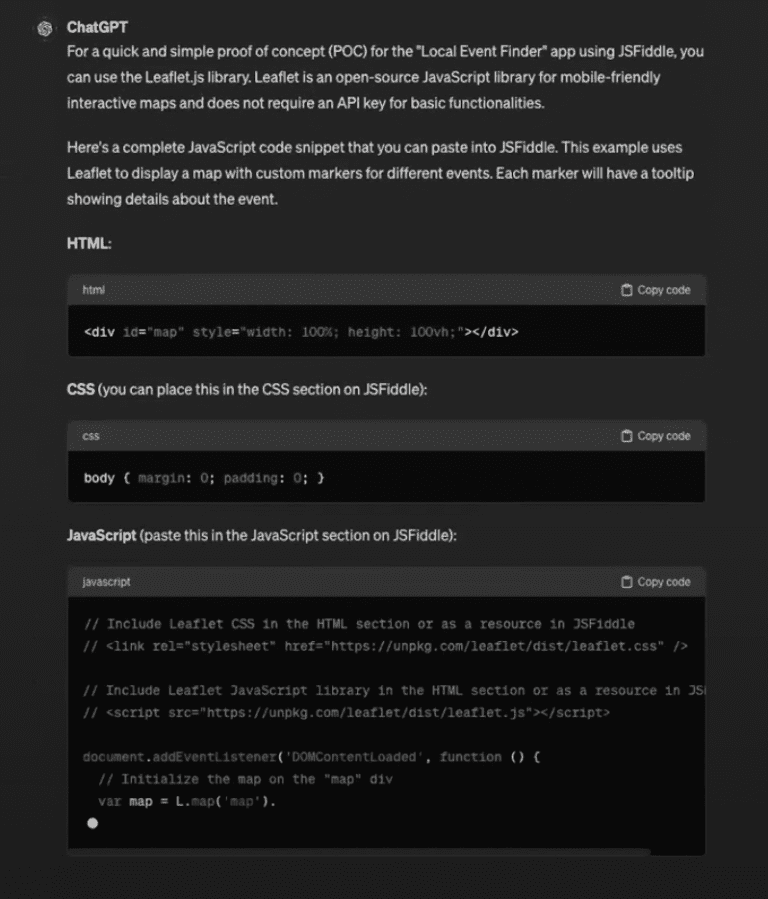 ChatGPT
For a quick and simple proof of concept (POC) for the "Local Event Finder" app using JSFiddle, you
can use the Leaflet.js library. Leaflet is an open-source JavaScript library for mobile-friendly
interactive maps and does not require an API key for basic functionalities.
Here's a complete JavaScript code snippet that you can paste into JSFiddle. This example uses
Leaflet to display a map with custom markers for different events. Each marker will have a tooltip
showing details about the event.
HTML:
html Copy code
<div id="map" style="width: 100%; height: 100vh;"></div>
CSS (you can place this in the CSS section on JSFiddle):
css Copy code
body { margin: 0; padding: 0; }
JavaScript (paste this in the JavaScript section on JSFiddle):
javascript Copy code
// Include Leaflet CSS in the HTML section or as a resource in JSFiddle
// <link rel="stylesheet" href="https://unpkg.com/leaflet/dist/leaflet.css" />
// Include Leaflet JavaScript library in the HTML section or as a resource in JS
// <script src="https://unpkg.com/leaflet/dist/leaflet.js"></script>
document.addEventListener('DOMContentLoaded', function () {
// Initialize the map on the "map" div
var map = L.map('map').